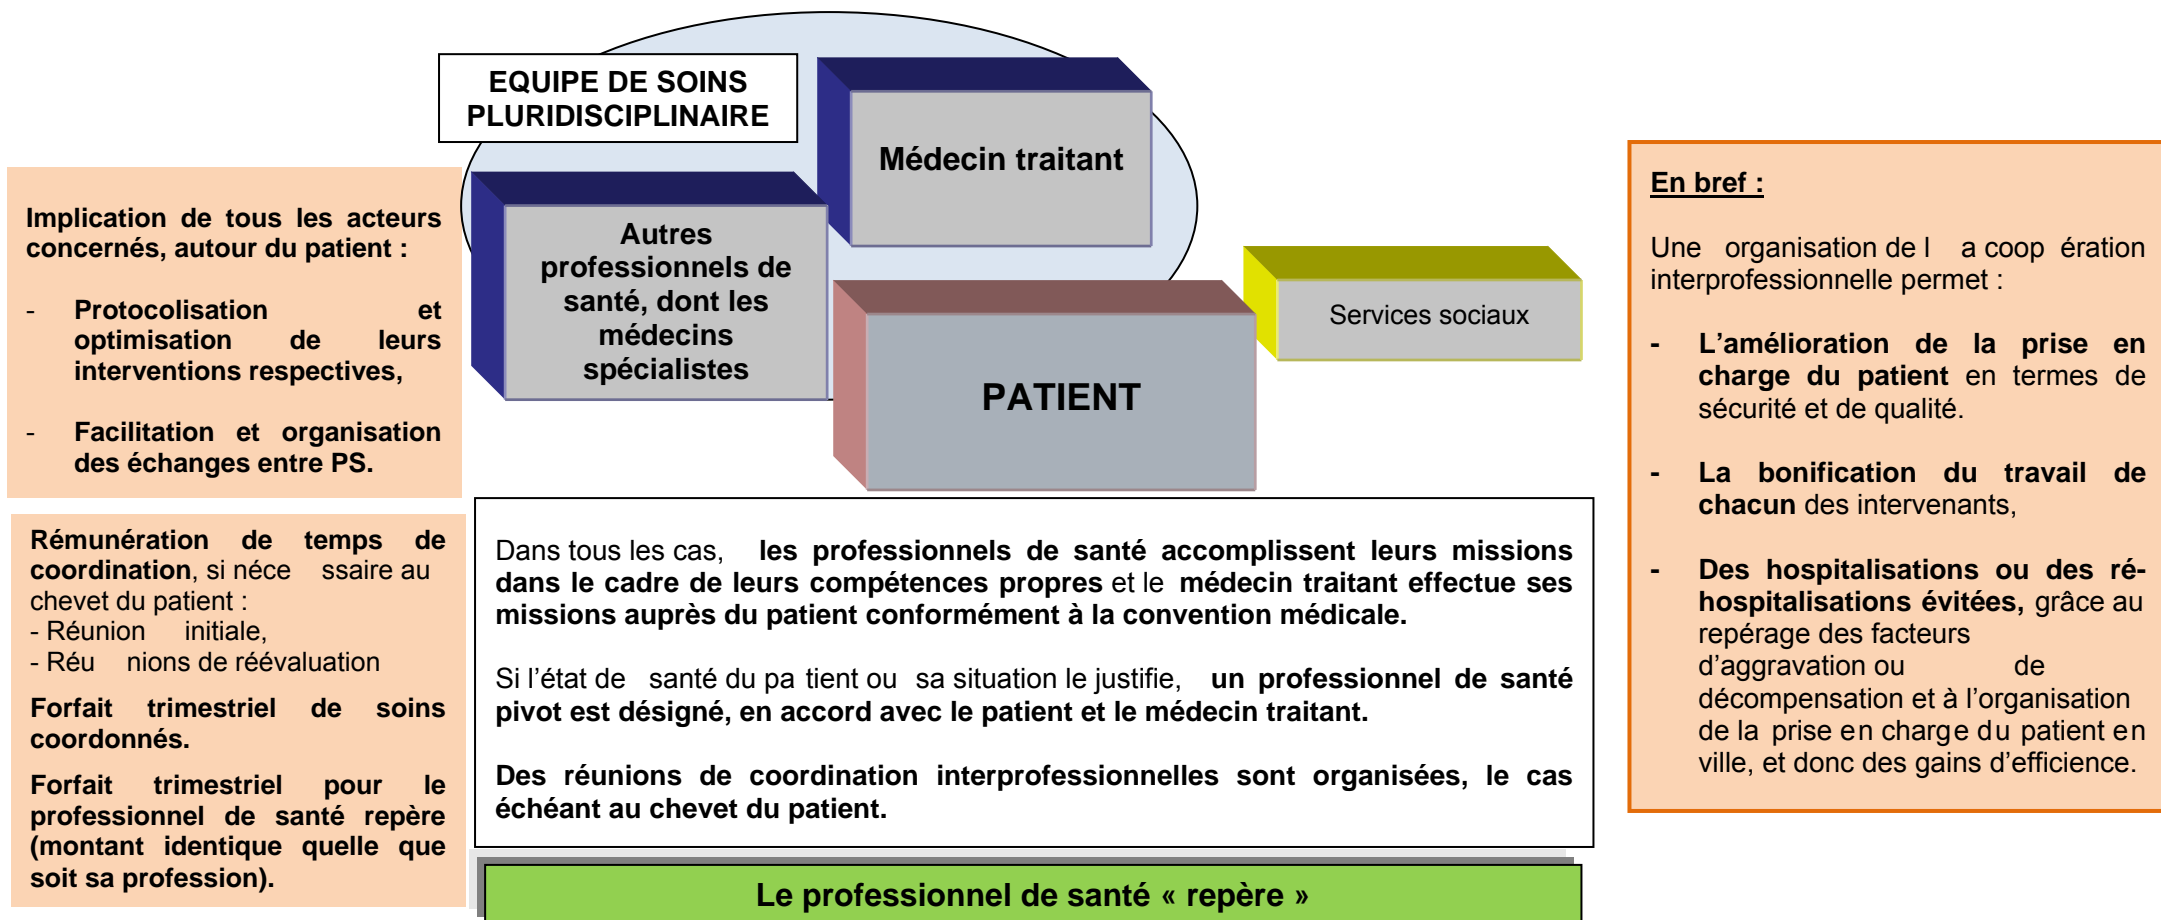 EQUIPE DE SOINS
PLURIDISCIPLINAIRE
Médecin traitant
Autres
professionnels de
santé, dont les
médecins
spécialistes
PATIENT
Services sociaux
Implication de tous les acteurs
concernés, autour du patient :
- Protocolisation et
optimisation de leurs
interventions respectives,
- Facilitation et organisation
des échanges entre PS.
Rémunération de temps de
coordination, si néce ssaire au
chevet du patient :
- Réunion initiale,
- Réu nions de réévaluation
Forfait trimestriel de soins
coordonnés.
Forfait trimestriel pour le
professionnel de santé repère
(montant identique quelle que
soit sa profession).
Dans tous les cas, les professionnels de santé accomplissent leurs missions
dans le cadre de leurs compétences propres et le médecin traitant effectue ses
missions auprès du patient conformément à la convention médicale.
Si l’état de santé du pa tient ou sa situation le justifie, un professionnel de santé
pivot est désigné, en accord avec le patient et le médecin traitant.
Des réunions de coordination interprofessionnelles sont organisées, le cas
échéant au chevet du patient.
Le professionnel de santé « repère »
En bref :
Une organisation de l a coop ération
interprofessionnelle permet :
- L’amélioration de la prise en
charge du patient en termes de
sécurité et de qualité.
- La bonification du travail de
chacun des intervenants,
- Des hospitalisations ou des ré-
hospitalisations évitées, grâce au
repérage des facteurs
d’aggravation ou de
décompensation et à l’organisation
de la prise en charge du patient en
ville, et donc des gains d’efficience.